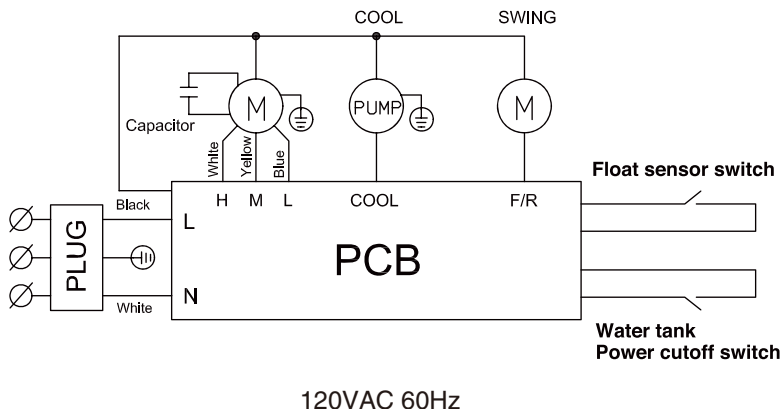 COOL
SWING
M
PUMP
M
Capacitor
White
Yellow
Blue
Float sensor switch
Black
H
M
L
COOL
F/R
PLUG
L
PCB
N
White
Water tank
Power cutoff switch
120VAC 60Hz